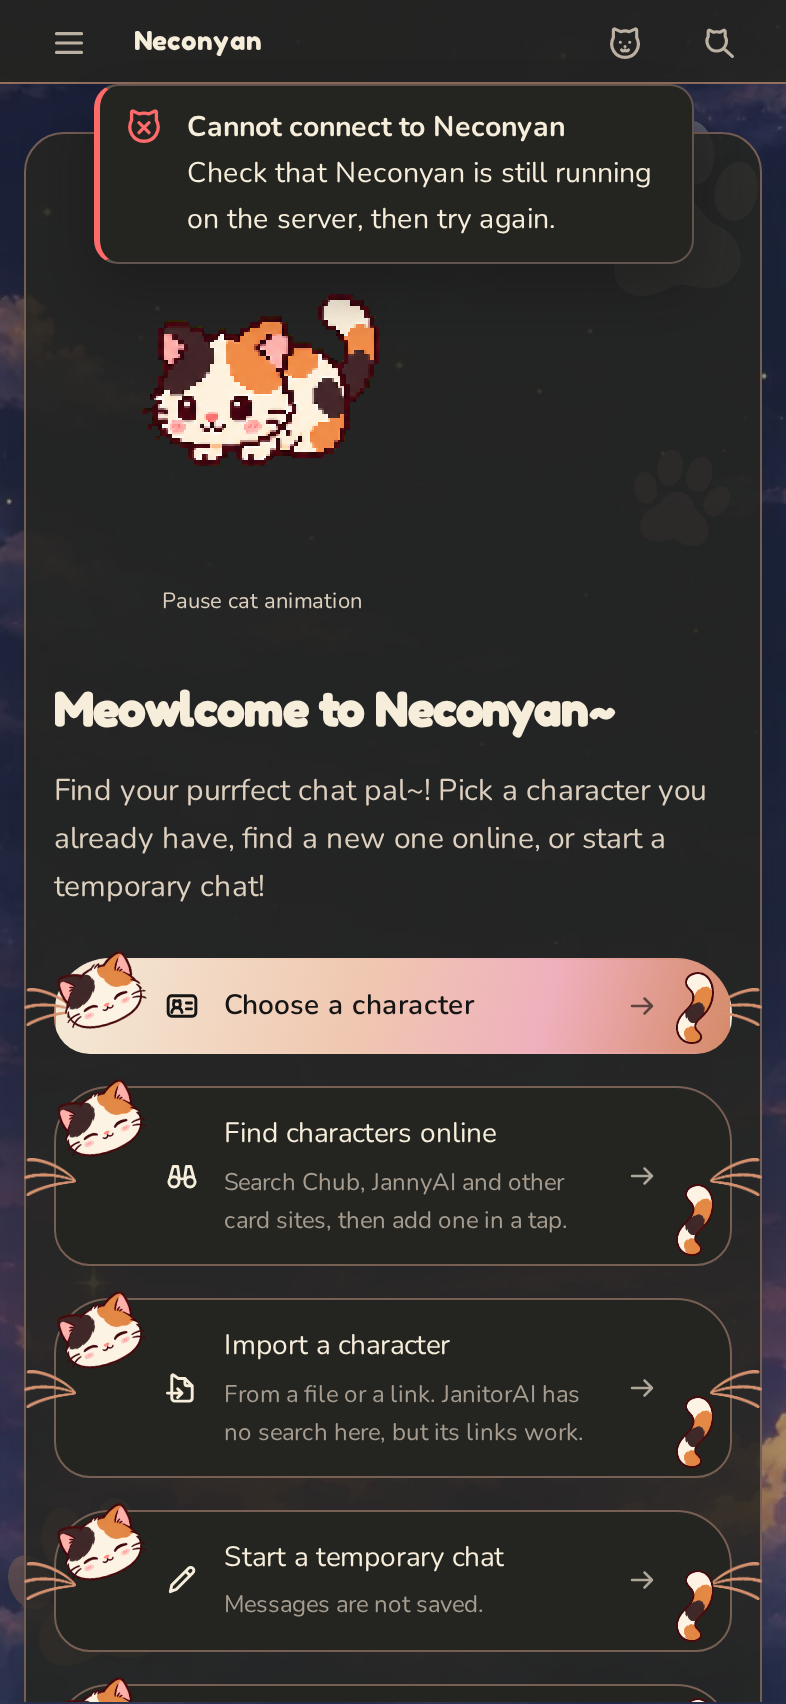 Neconyan
Cannot connect to Neconyan
Check that Neconyan is still running
on the server, then try again.
Pause cat animation
Meowlcome to Neconyan~
Find your purrfect chat pal~! Pick a character you
already have, find a new one online, or start a
temporary chat!
Choose a character
Find characters online
Search Chub, JannyAI and other
card sites, then add one in a tap.
Import a character
From a file or a link. JanitorAI has
no search here, but its links work.
Start a temporary chat
Messages are not saved.